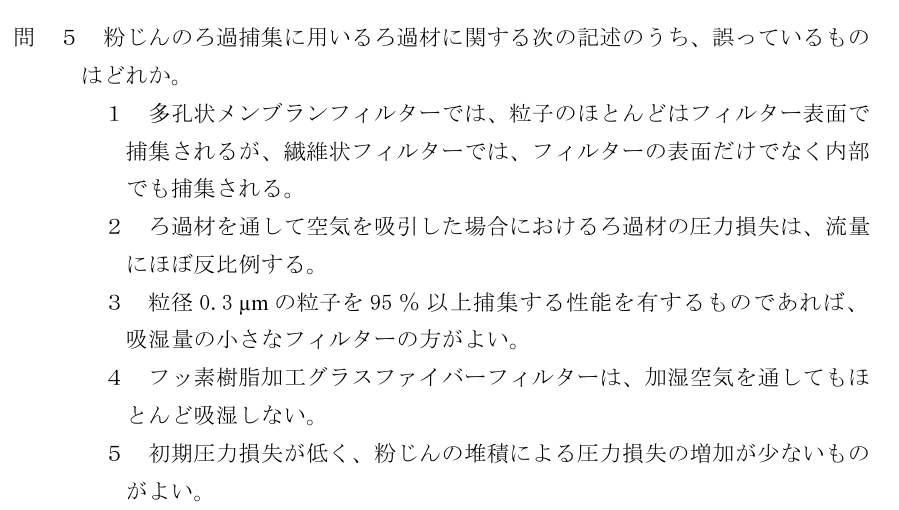 問　５　粉じんのろ過捕集に用いるろ過材に関する次の記述のうち、誤っているもの
はどれか。
１　多孔状メンブランフィルターでは、粒子のほとんどはフィルター表面で
捕集されるが、繊維状フィルターでは、フィルターの表面だけでなく内部
でも捕集される。
２　ろ過材を通して空気を吸引した場合におけるろ過材の圧力損失は、流量
にほぼ反比例する。
３　粒径 0.3 µm の粒子を 95 % 以上捕集する性能を有するものであれば、
吸湿量の小さなフィルターの方がよい。
４　フッ素樹脂加工グラスファイバーフィルターは、加湿空気を通してもほ
とんど吸湿しない。
５　初期圧力損失が低く、粉じんの堆積による圧力損失の増加が少ないもの
がよい。